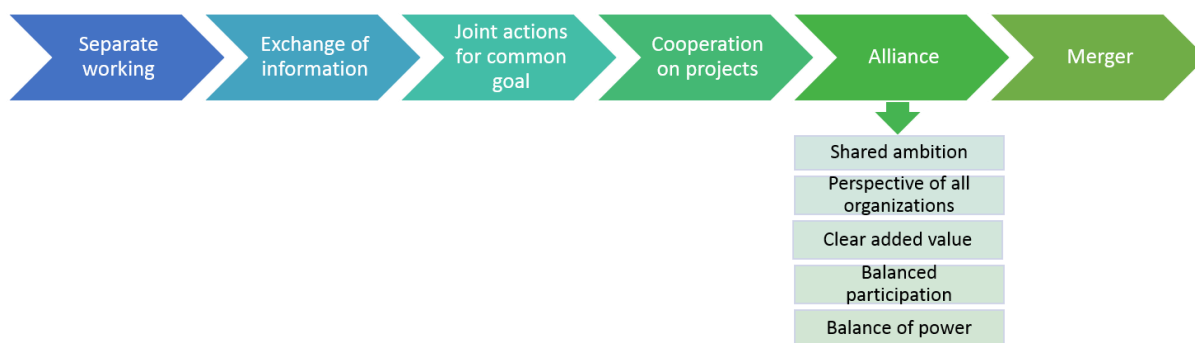 Separate
working
Exchange of
information
Joint actions
for common
goal
Cooperation
on projects
Alliance
Merger
Shared ambition
Perspective of all
organizations
Clear added value
Balanced
participation
Balance of power